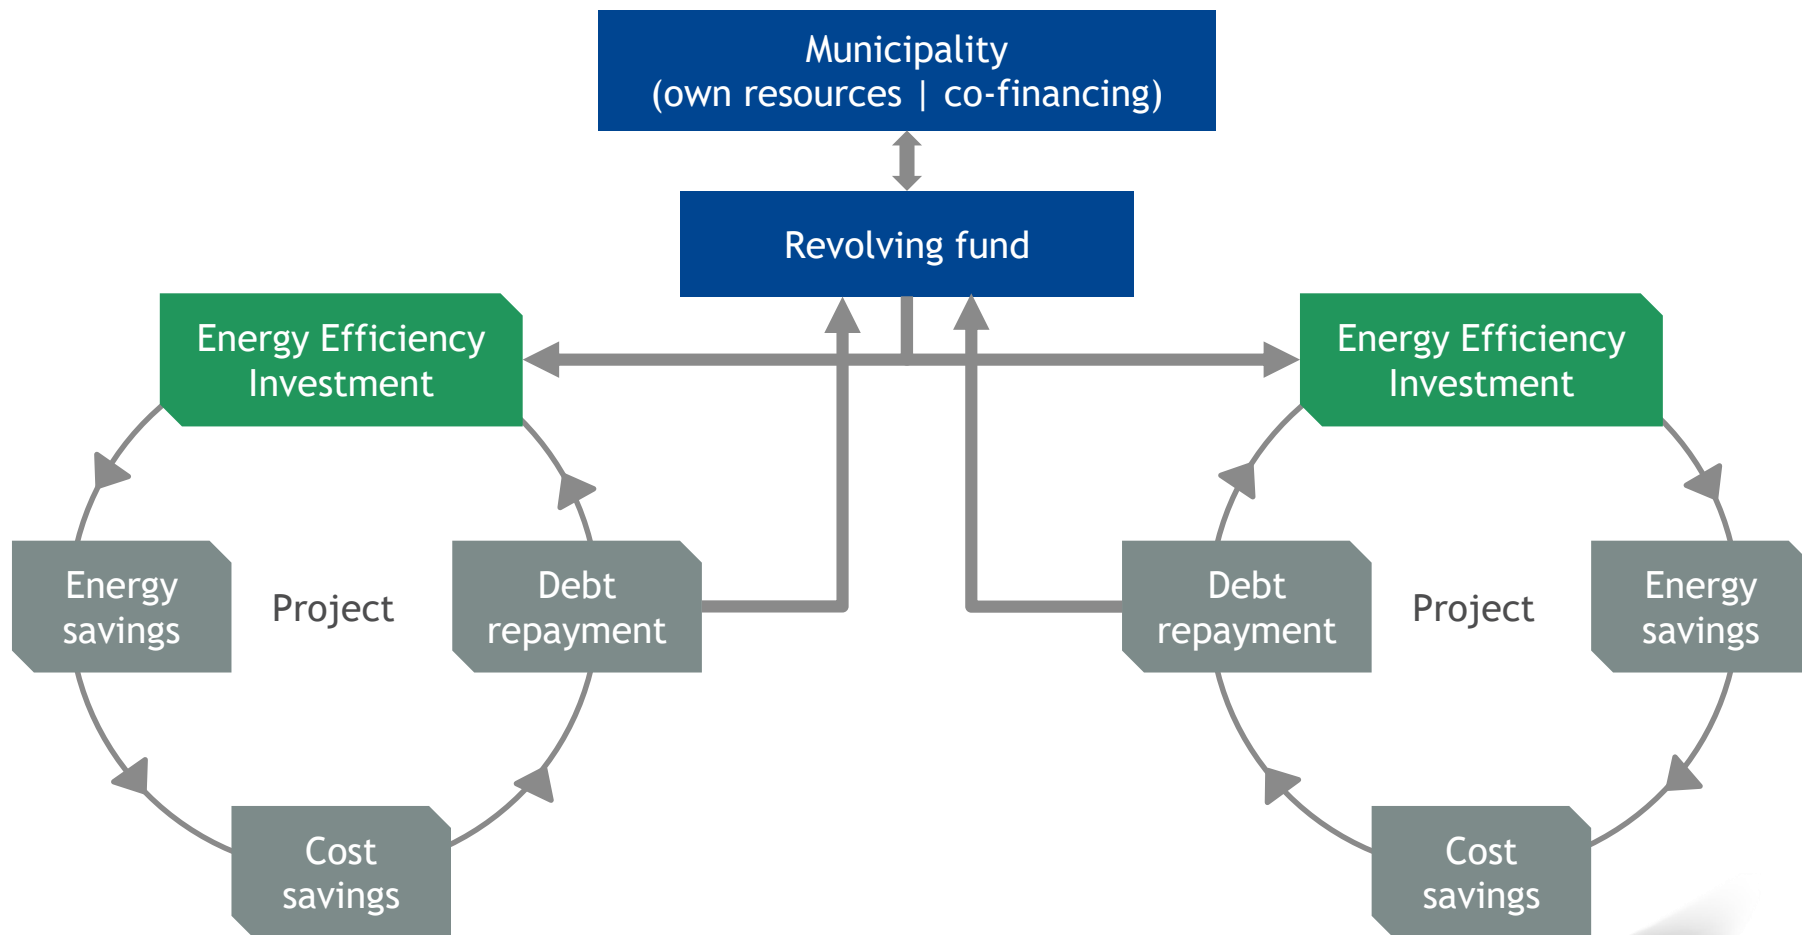 Municipality
(own resources | co-financing)
Revolving fund
Energy Efficiency
Investment
Energy Efficiency
Investment
Energy
savings
Project
Debt
repayment
Debt
repayment
Project
Energy
savings
Cost
savings
Cost
savings